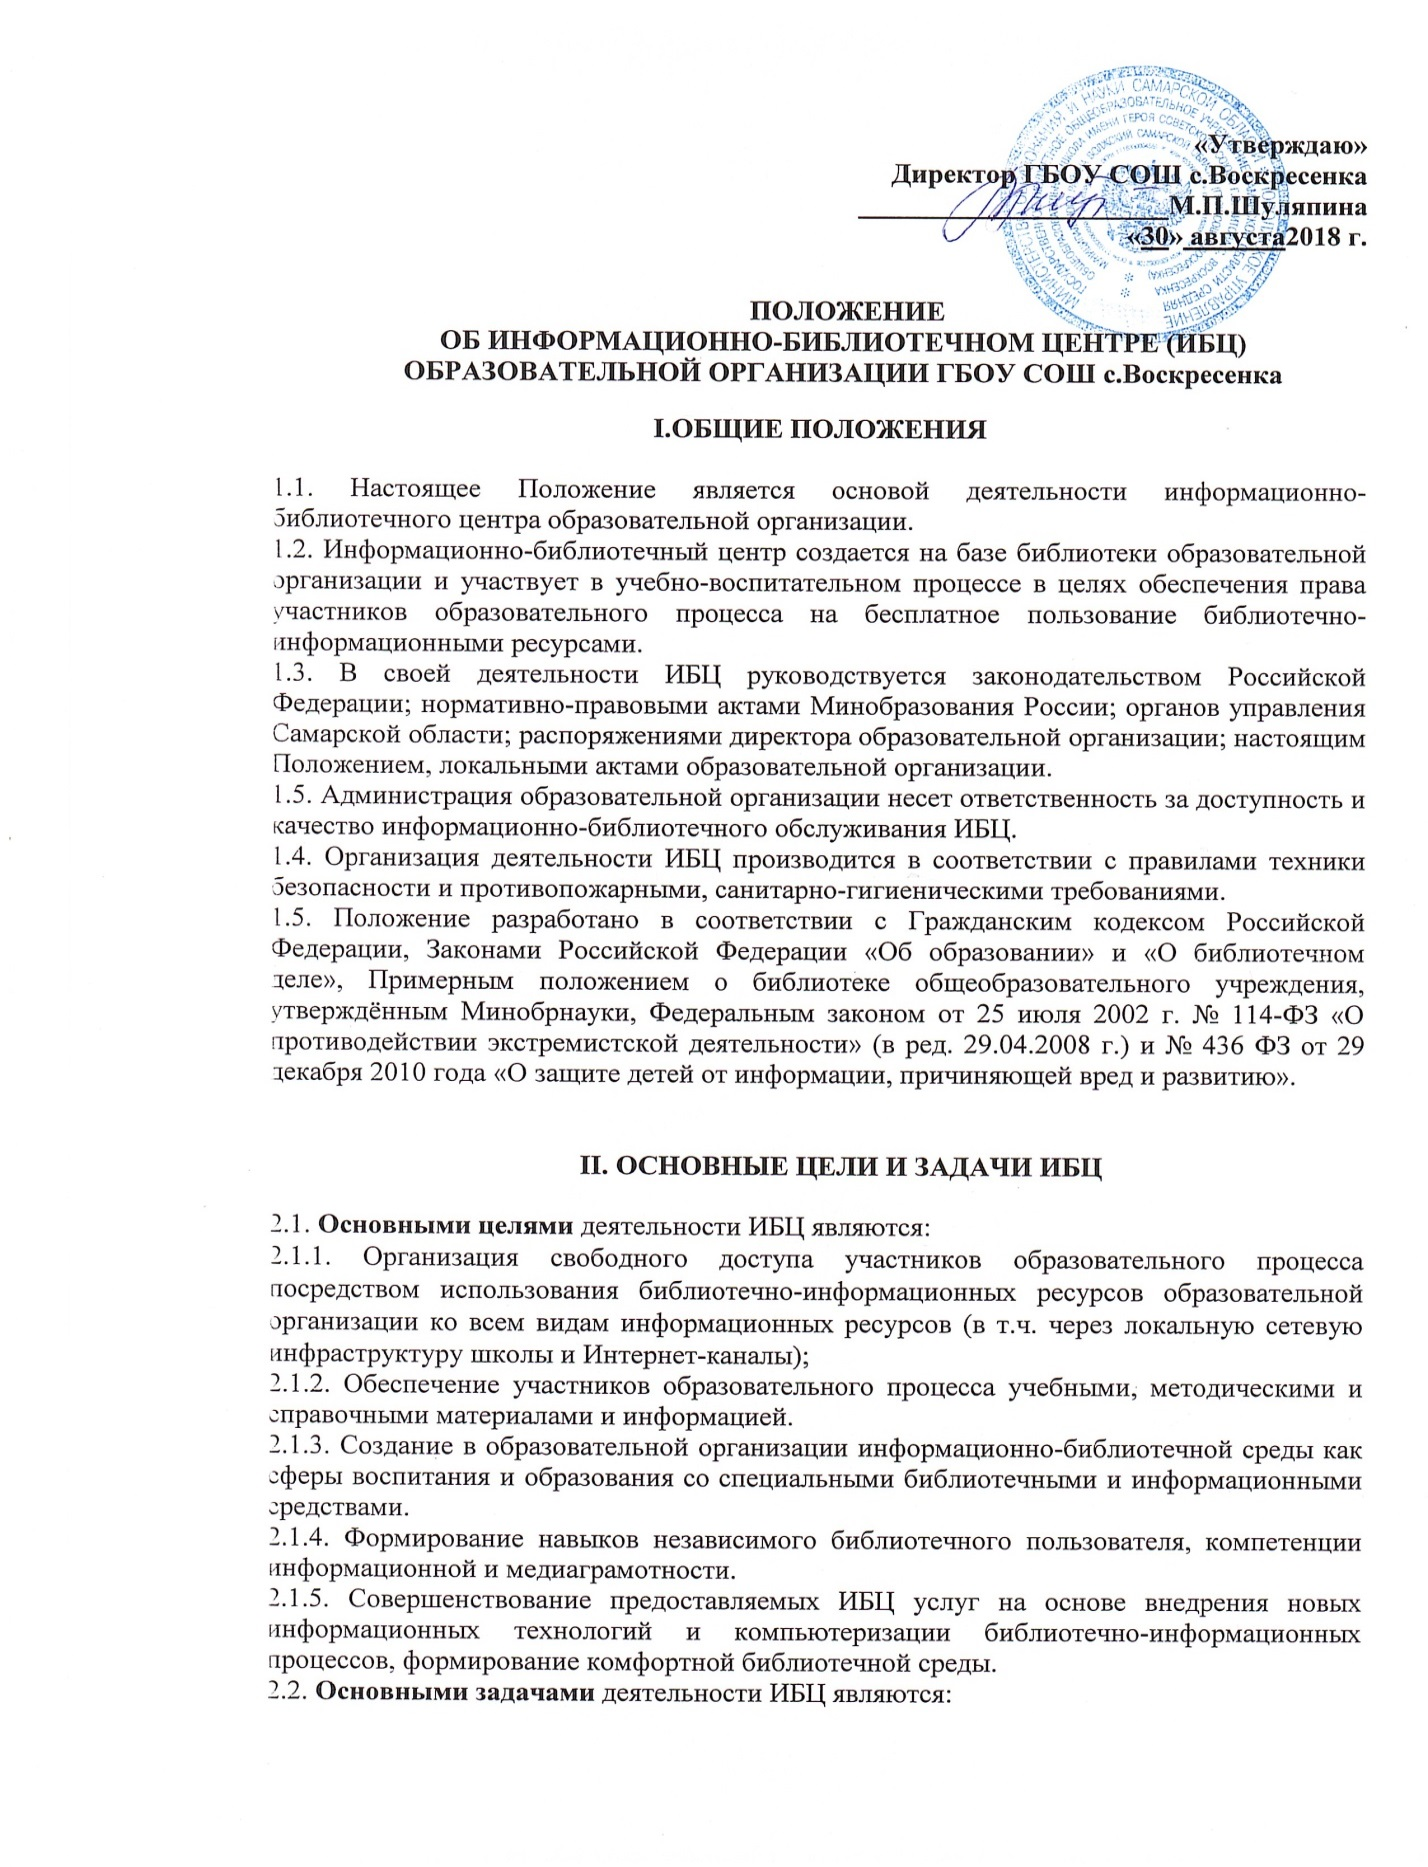 «Утверждаю»
Директор ГБОУ СОШ с.Воскресенка
М.П.Шуляпина
«30» августа2018 г.
ПОЛОЖЕНИЕ
ОБ ИНФОРМАЦИОННО-БИБЛИОТЕЧНОМ ЦЕНТРЕ (ИБЦ)
ОБРАЗОВАТЕЛЬНОЙ ОРГАНИЗАЦИИ ГБОУ СОШ с.Воскресенка
I.ОБЩИЕ ПОЛОЖЕНИЯ
1.1. Настоящее Положение является основой деятельности информационно-
библиотечного центра образовательной организации.
1.2. Информационно-библиотечный центр создается на базе библиотеки образовательной
организации и участвует в учебно-воспитательном процессе в целях обеспечения права
участников образовательного процесса на бесплатное пользование библиотечно-
информационными ресурсами.
1.3. В своей деятельности ИБЦ руководствуется законодательством Российской
Федерации; нормативно-правовыми актами Минобразования России; органов управления
Самарской области; распоряжениями директора образовательной организации; настоящим
Положением, локальными актами образовательной организации.
1.5. Администрация образовательной организации несет ответственность за доступность и
качество информационно-библиотечного обслуживания ИБЦ.
1.4. Организация деятельности ИБЦ производится в соответствии с правилами техники
безопасности и противопожарными, санитарно-гигиеническими требованиями.
1.5. Положение разработано в соответствии с Гражданским кодексом Российской
Федерации, Законами Российской Федерации «Об образовании» и «О библиотечном
деле», Примерным положением о библиотеке общеобразовательного учреждения,
утверждённым Минобрнауки, Федеральным законом от 25 июля 2002 г. № 114-ФЗ «О
противодействии экстремистской деятельности» (в ред. 29.04.2008 г.) и № 436 ФЗ от 29
декабря 2010 года «О защите детей от информации, причиняющей вред и развитию».
II. ОСНОВНЫЕ ЦЕЛИ И ЗАДАЧИ ИБЦ
2.1. Основными целями деятельности ИБЦ являются:
2.1.1. Организация свободного доступа участников образовательного процесса
посредством использования библиотечно-информационных ресурсов образовательной
организации ко всем видам информационных ресурсов (в т.ч. через локальную сетевую
инфраструктуру школы и Интернет-каналы);
2.1.2. Обеспечение участников образовательного процесса учебными, методическими и
справочными материалами и информацией.
2.1.3. Создание в образовательной организации информационно-библиотечной среды как
сферы воспитания и образования со специальными библиотечными и информационными
средствами.
2.1.4. Формирование навыков независимого библиотечного пользователя, компетенции
информационной и медиаграмотности.
2.1.5. Совершенствование предоставляемых ИБЦ услуг на основе внедрения новых
информационных технологий и компьютеризации библиотечно-информационных
процессов, формирование комфортной библиотечной среды.
2.2. Основными задачами деятельности ИБЦ являются: